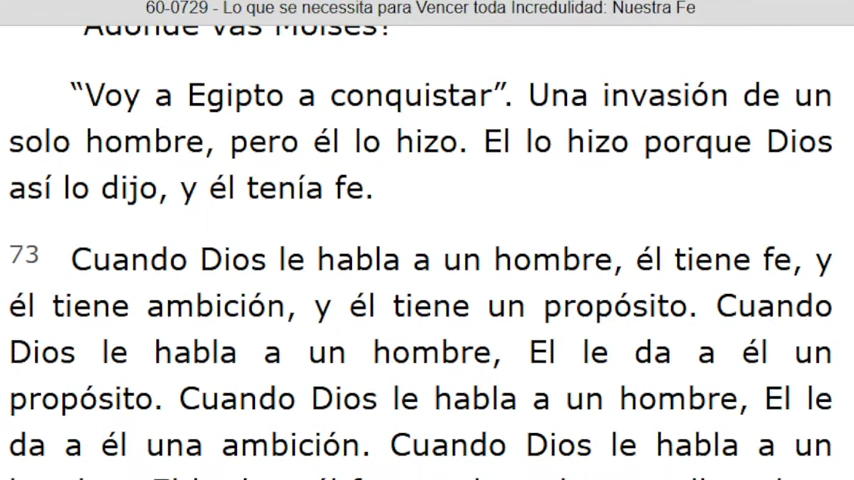 60-0729 - Lo que se necessita para Vencer toda Incredulidad: Nuestra Fe
Adónde vas Moisés?
“Voy a Egipto a conquistar”. Una invasión de un
solo hombre, pero él lo hizo. El lo hizo porque Dios
así lo dijo, y él tenía fe.
73 Cuando Dios le habla a un hombre, él tiene fe, y
él tiene ambición, y él tiene un propósito. Cuando
Dios le habla a un hombre, El le da a él un
propósito. Cuando Dios le habla a un hombre, El le
da a él una ambición. Cuando Dios le habla a un